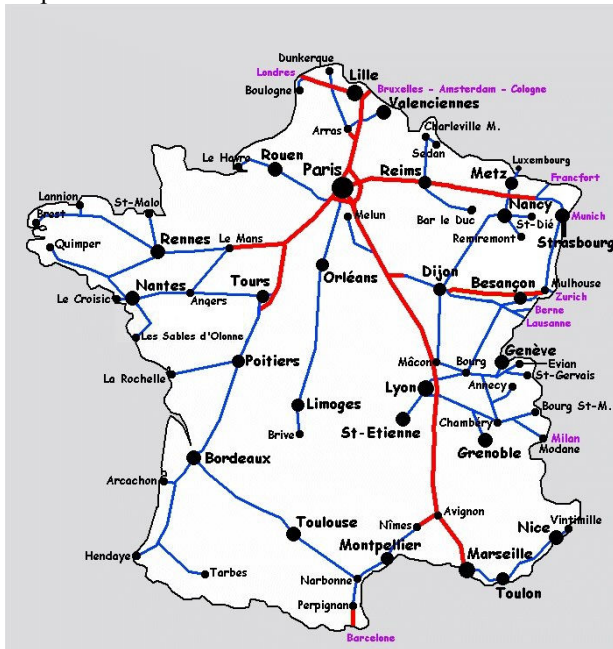 Dunkerque
Londres
Lille
Boulogne
Bruxelles - Amsterdam - Cologne
Valenciennes
Arras
Charleville M.
Le Havre
Rouen
Sedan
Paris
Reims
Metz
Luxembourg
Francfort
Lannion
St-Malo
Nancy
Brest
Melun
Bar le Duc
St-Dié
Munich
Remiremont
Strasbourg
Quimper
Rennes
Le Mans
Orléans
Dijon
Besançon
Mulhouse
Nantes
Tours
Zurich
Le Croisic
Angers
Berne
Lausanne
Les Sables d'Olonne
Genève
Poitiers
Mâcon
Bourg
Evian
La Rochelle
St-Gervais
Lyon
Annecy
Limoges
Bourg St-M.
St-Etienne
Chambéry
Brive
Milan
Grenoble
Modane
Bordeaux
Arcachon
Avignon
Toulouse
Nîmes
Nice
Vintimille
Hendaye
Montpellier
Marseille
Tarbes
Narbonne
Toulon
Perpignan
Barcelone